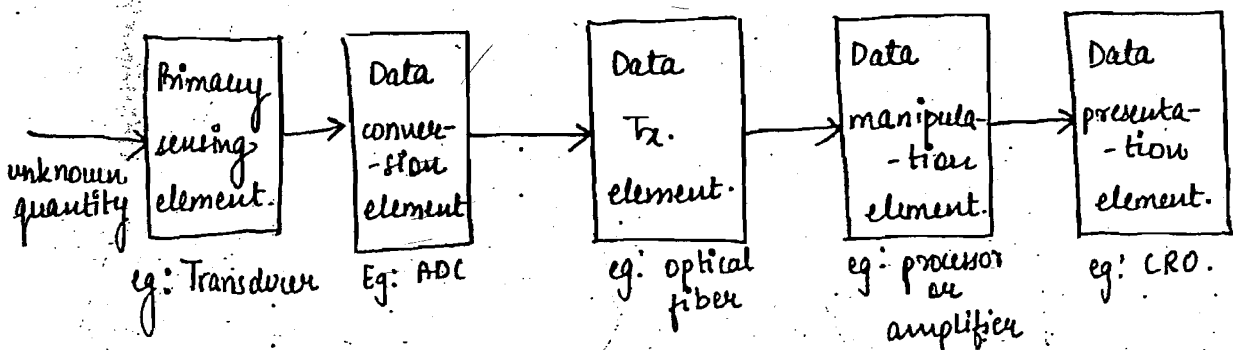 unknown
quantity
Primary
sensing
element.
eg: Transducer
Data
conver-
-sion
element
Eg: ADC
Data
Tx.
element.
eg: optical
fiber
Data
manipula-
-tion
element.
eg: processor
or
amplifier
Data
presenta-
-tion
element.
eg: CRO.